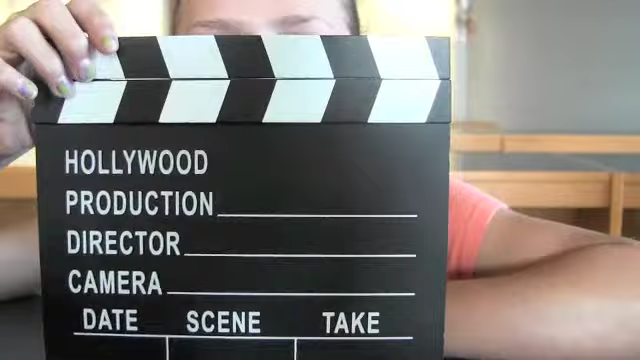 HOLLYWOOD
PRODUCTION
DIRECTOR
CAMERA
DATE SCENE TAKE